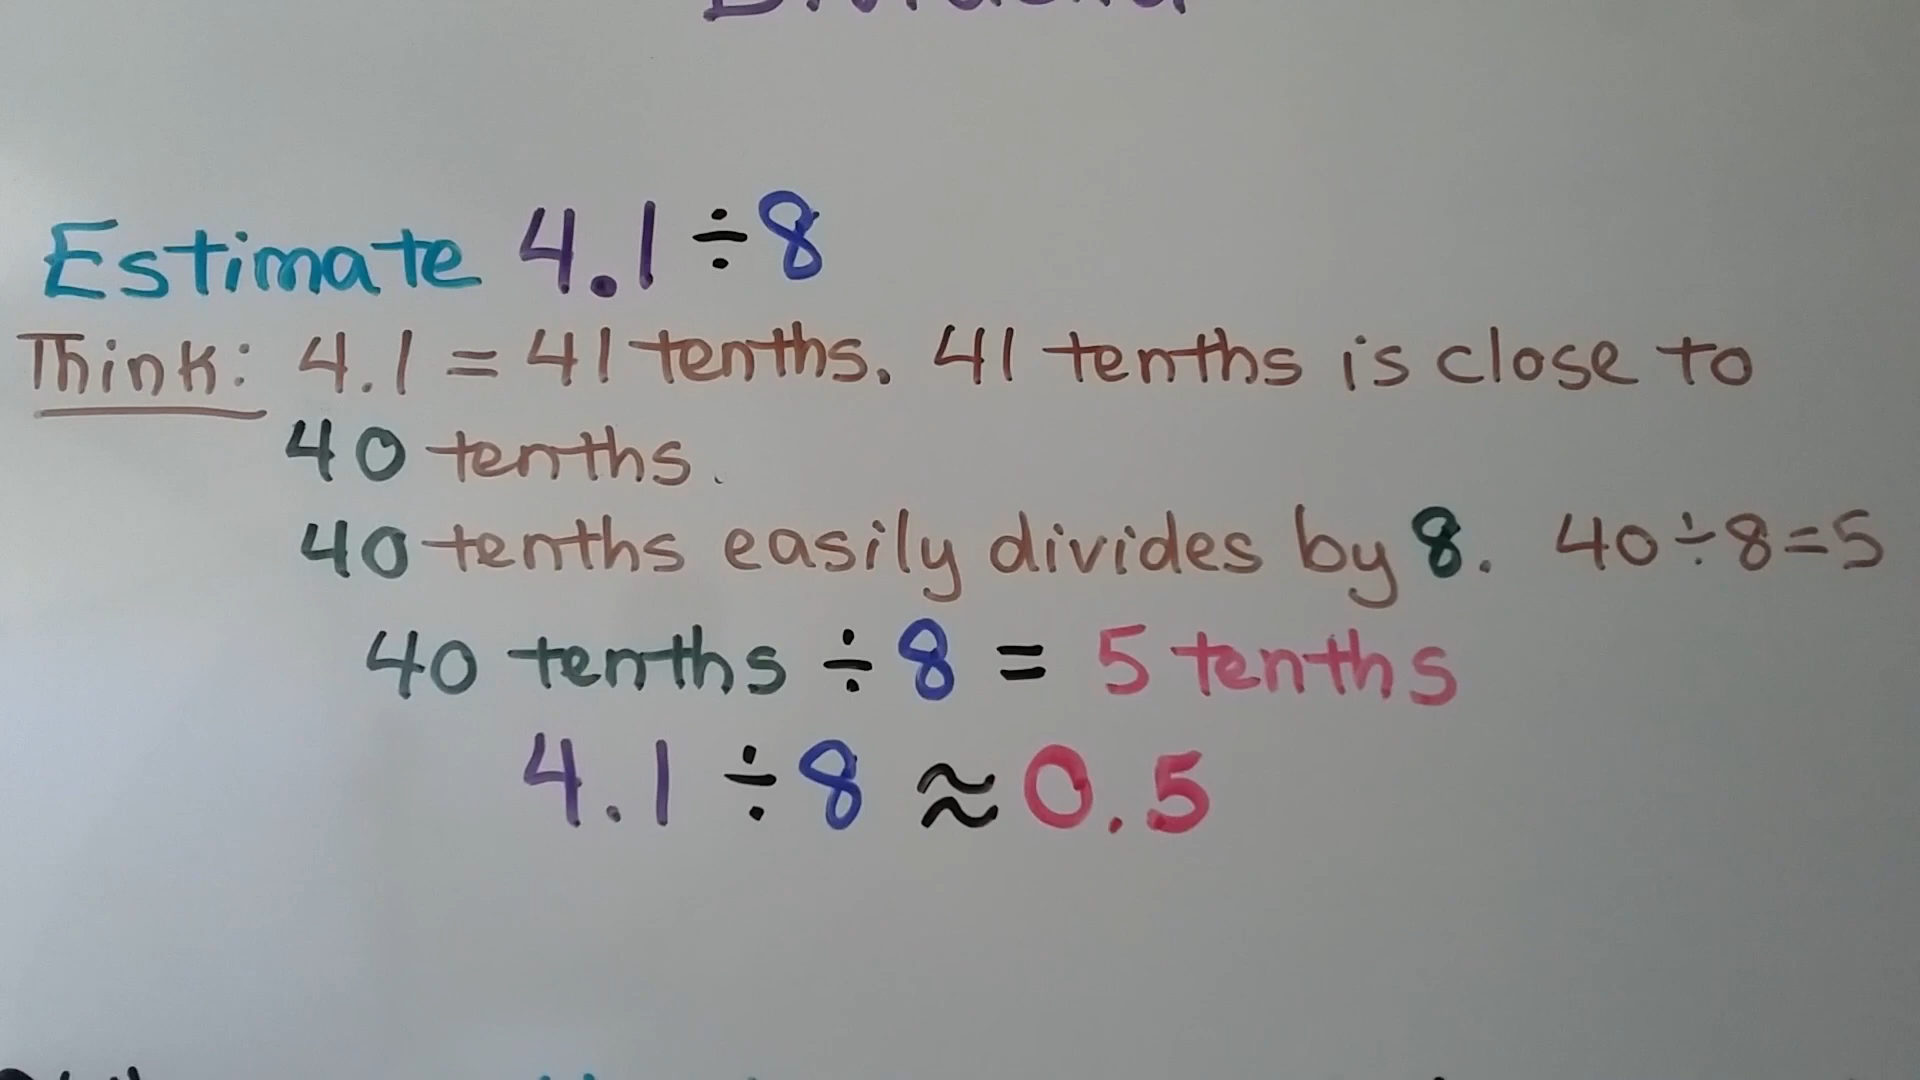 Estimate 4.1 ÷ 8
Think: 4.1 = 41 tenths. 41 tenths is close to
40 tenths.
40 tenths easily divides by 8. 40 ÷ 8 = 5
40 tenths ÷ 8 = 5 tenths
4.1 ÷ 8 ≈ 0.5